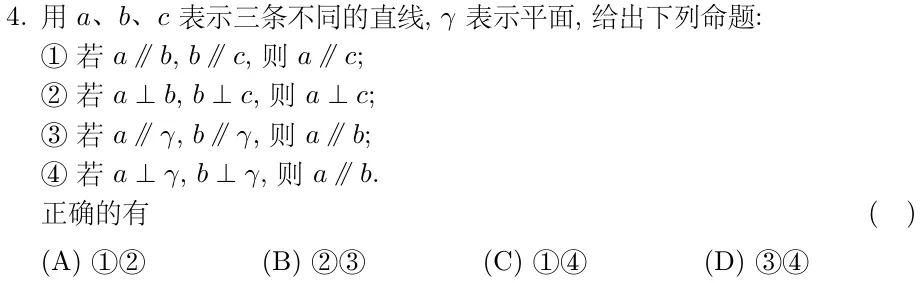 4. 用 a、b、c 表示三条不同的直线, γ 表示平面, 给出下列命题:
① 若 a ∥ b, b ∥ c, 则 a ∥ c;
② 若 a ⊥ b, b ⊥ c, 则 a ⊥ c;
③ 若 a ∥ γ, b ∥ γ, 则 a ∥ b;
④ 若 a ⊥ γ, b ⊥ γ, 则 a ∥ b.
正确的有 ( )
(A) ①② (B) ②③ (C) ①④ (D) ③④